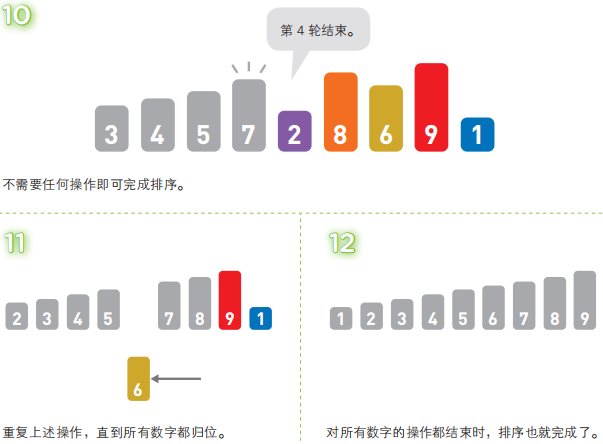 10
第 4 轮结束。
3 4 5 7 2 8 6 9 1
不需要任何操作即可完成排序。
11
2 3 4 5 7 8 9 1
6
重复上述操作，直到所有数字都归位。
12
1 2 3 4 5 6 7 8 9
对所有数字的操作都结束时，排序也就完成了。